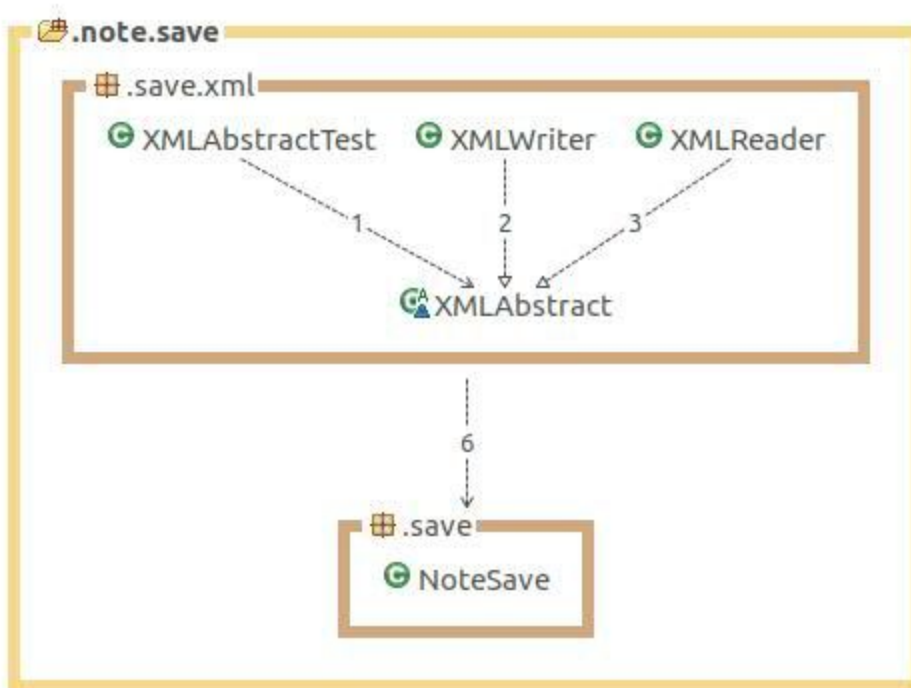 .note.save
.save.xml
XMLAbstractTest XMLWriter XMLReader
1 2 3
XMLAbstract
6
.save
NoteSave